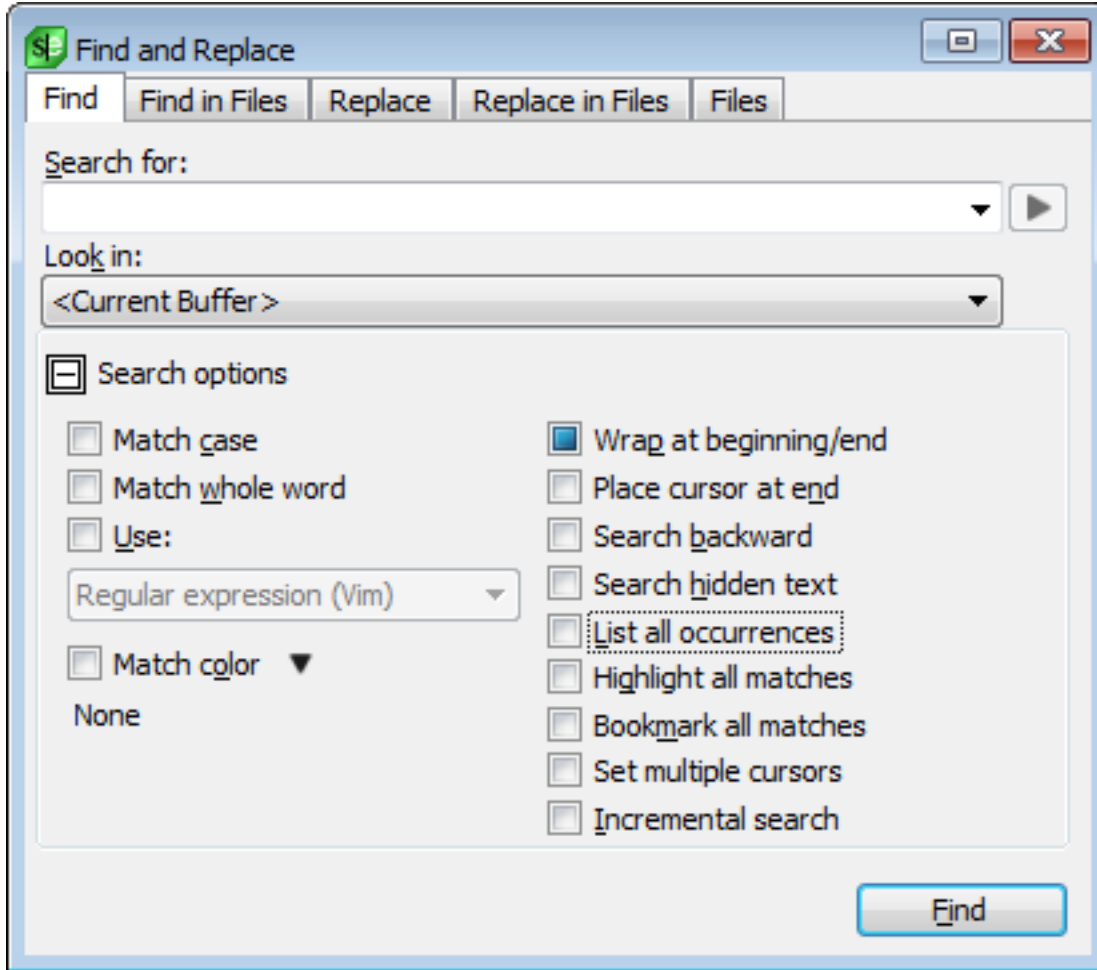 S|e Find and Replace
Find Find in Files Replace Replace in Files Files
Search for:
Look in:
<Current Buffer>
Search options
Match case
Match whole word
Use:
Regular expression (Vim)
Match color
None
Wrap at beginning/end
Place cursor at end
Search backward
Search hidden text
List all occurrences
Highlight all matches
Bookmark all matches
Set multiple cursors
Incremental search
Find